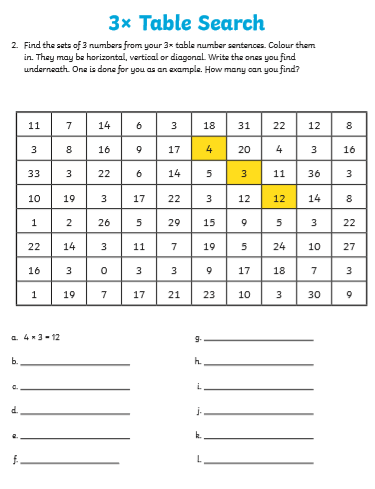 3× Table Search
2. Find the sets of 3 numbers from your 3× table number sentences. Colour them
in. They may be horizontal, vertical or diagonal. Write the ones you find
underneath. One is done for you as an example. How many can you find?
11 7 14 6 3 18 31 22 12 8
3 8 16 9 17 4 20 4 3 16
33 3 22 6 14 5 3 11 36 3
10 19 3 17 22 3 12 12 14 8
1 2 26 5 29 15 9 5 3 22
22 14 3 11 7 19 5 24 10 27
16 3 0 3 3 9 17 18 7 3
1 19 7 17 21 23 10 3 30 9
a. 4 × 3 = 12
b.
c.
d.
e.
f.
g.
h.
i.
j.
k.
l.